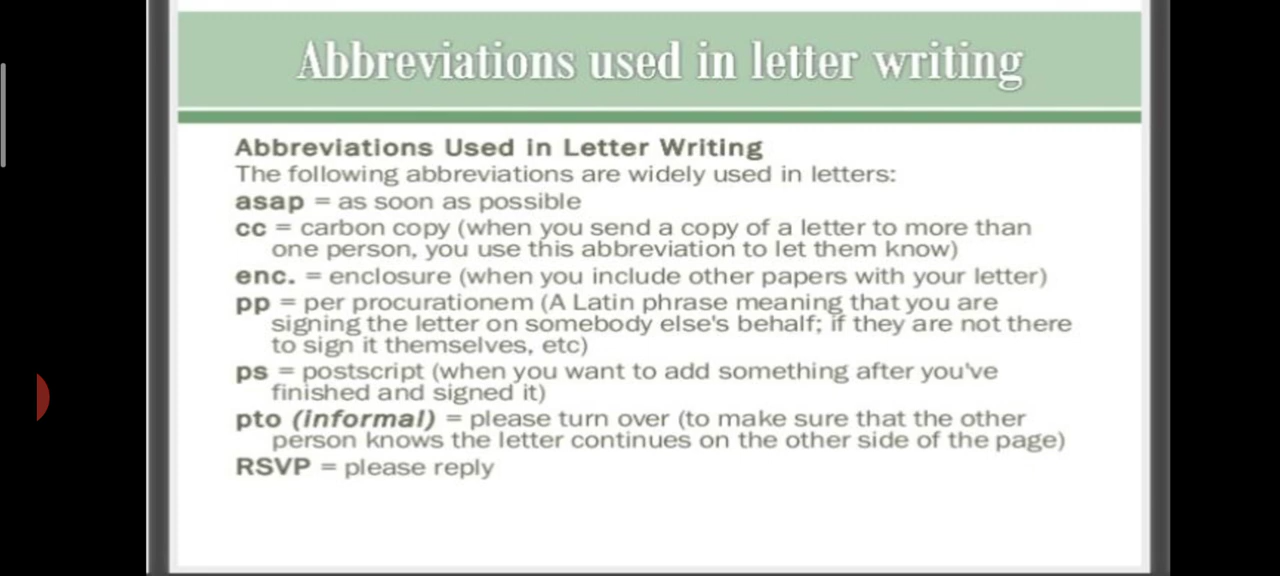 Abbreviations used in letter writing
Abbreviations Used in Letter Writing
The following abbreviations are widely used in letters:
asap = as soon as possible
cc = carbon copy (when you send a copy of a letter to more than
one person, you use this abbreviation to let them know)
enc. = enclosure (when you include other papers with your letter)
pp = per procurationem (A Latin phrase meaning that you are
signing the letter on somebody else's behalf; if they are not there
to sign it themselves, etc)
ps = postscript (when you want to add something after you've
finished and signed it)
pto (informal) = please turn over (to make sure that the other
person knows the letter continues on the other side of the page)
RSVP = please reply